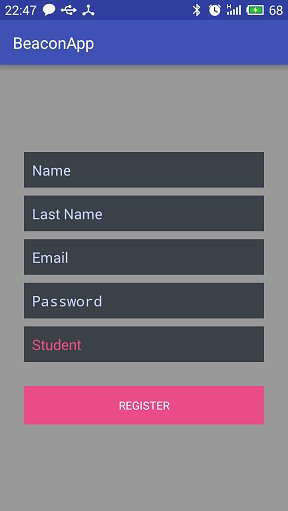 22:47 68
BeaconApp
Name
Last Name
Email
Password
Student
REGISTER